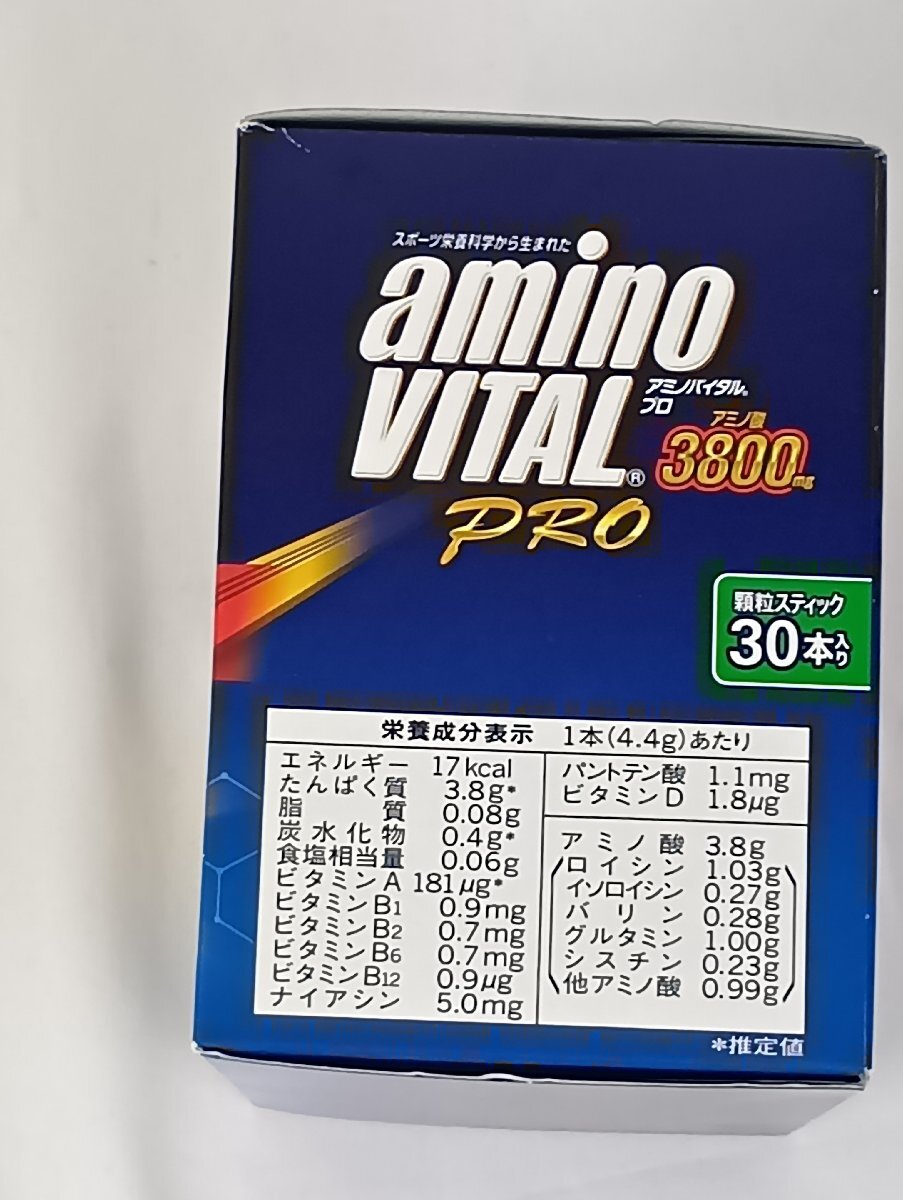 スポーツ栄養科学から生まれた
amino
VITAL®
アミノバイタル®
プロ
アミノ酸
3800mg
PRO
顆粒スティック
30本入り
栄養成分表示 1本(4.4g)あたり
エネルギー 17kcal
たんぱく質 3.8g*
脂質 0.08g
炭水化物 0.4g*
食塩相当量 0.06g
ビタミンA 181μg*
ビタミンB1 0.9mg
ビタミンB2 0.7mg
ビタミンB6 0.7mg
ビタミンB12 0.9μg
ナイアシン 5.0mg
パントテン酸 1.1mg
ビタミンD 1.8μg
アミノ酸 3.8g
ロイシン 1.03g
イソロイシン 0.27g
バリン 0.28g
グルタミン 1.00g
シスチン 0.23g
他アミノ酸 0.99g
*推定値